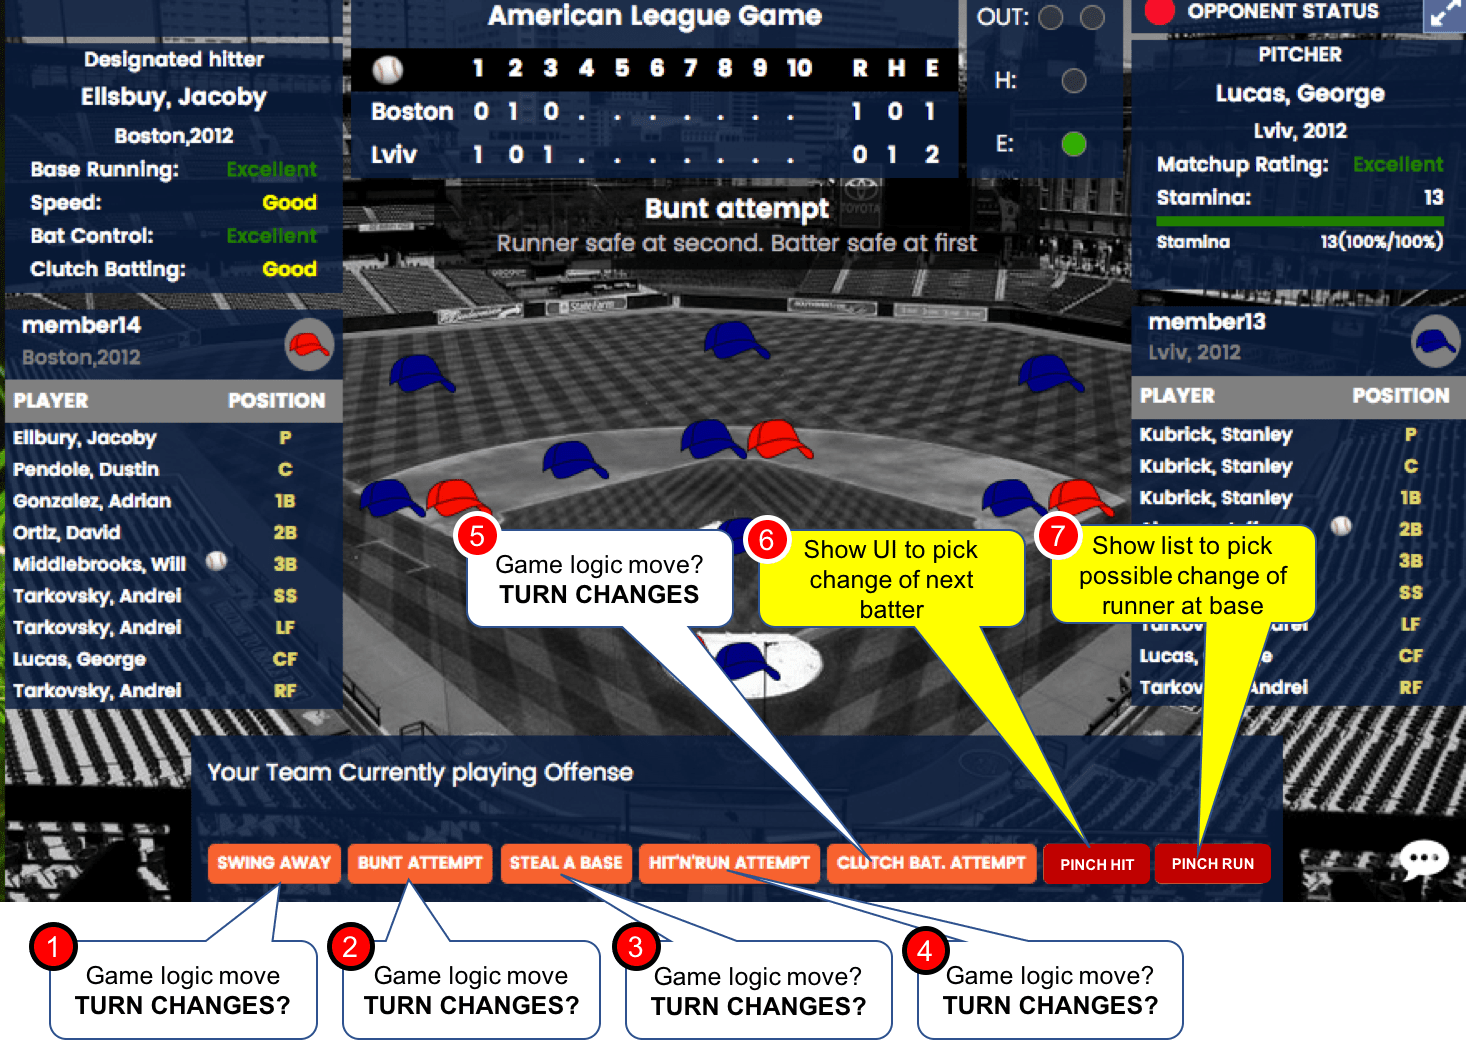 American League Game
1 2 3 4 5 6 7 8 9 10 R H E
Boston 0 1 0 . . . . . . . 1 0 1
Lviv 1 0 1 . . . . . . . 0 1 2
OUT:
H:
E:
OPPONENT STATUS
Designated hitter
Ellsbuy, Jacoby
Boston,2012
Base Running: Excellent
Speed: Good
Bat Control: Excellent
Clutch Batting: Good
PITCHER
Lucas, George
Lviv, 2012
Matchup Rating: Excellent
Stamina: 13
Stamina 13(100%/100%)
Bunt attempt
Runner safe at second. Batter safe at first
TOYOTA
StateFarm
member14
Boston,2012
PLAYER POSITION
Ellbury, Jacoby P
Pendole, Dustin C
Gonzalez, Adrian 1B
Ortiz, David 2B
Middlebrooks, Will 3B
Tarkovsky, Andrei SS
Tarkovsky, Andrei LF
Lucas, George CF
Tarkovsky, Andrei RF
member13
Lviv, 2012
PLAYER POSITION
Kubrick, Stanley P
Kubrick, Stanley C
Kubrick, Stanley 1B
2B
3B
SS
LF
Lucas, CF
Andrei RF
5
Game logic move?
TURN CHANGES
6
Show UI to pick
change of next
batter
7
Show list to pick
possible change of
runner at base
Your Team Currently playing Offense
SWING AWAY
BUNT ATTEMPT
STEAL A BASE
HIT'N'RUN ATTEMPT
CLUTCH BAT. ATTEMPT
PINCH HIT
PINCH RUN
1
Game logic move
TURN CHANGES?
2
Game logic move
TURN CHANGES?
3
Game logic move?
TURN CHANGES?
4
Game logic move?
TURN CHANGES?